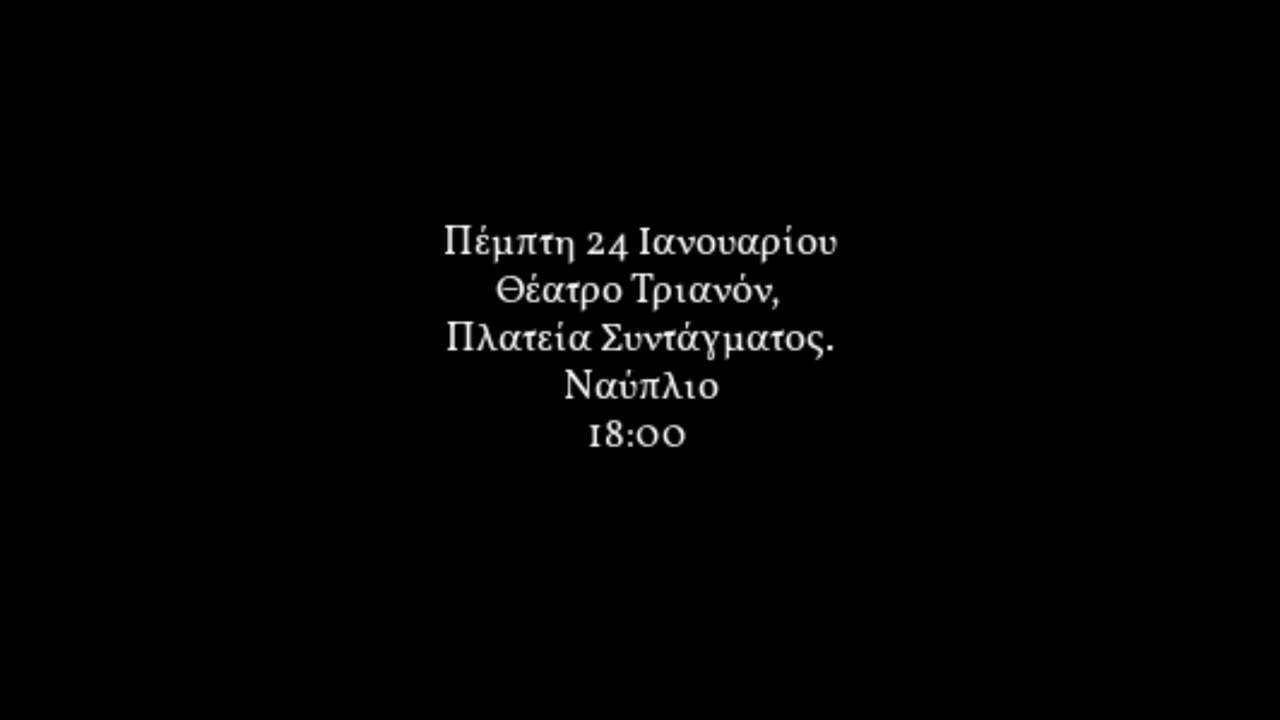 Πέμπτη 24 Ιανουαρίου
Θέατρο Τριανόν,
Πλατεία Συντάγματος.
Ναύπλιο
18:00